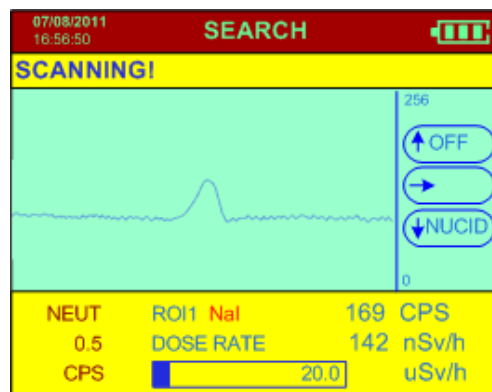 07/08/2011
16:56:50
SEARCH
SCANNING!
256
OFF
NUCID
0
NEUT ROI1 NaI 169 CPS
0.5 DOSE RATE 142 nSv/h
CPS 20.0 uSv/h